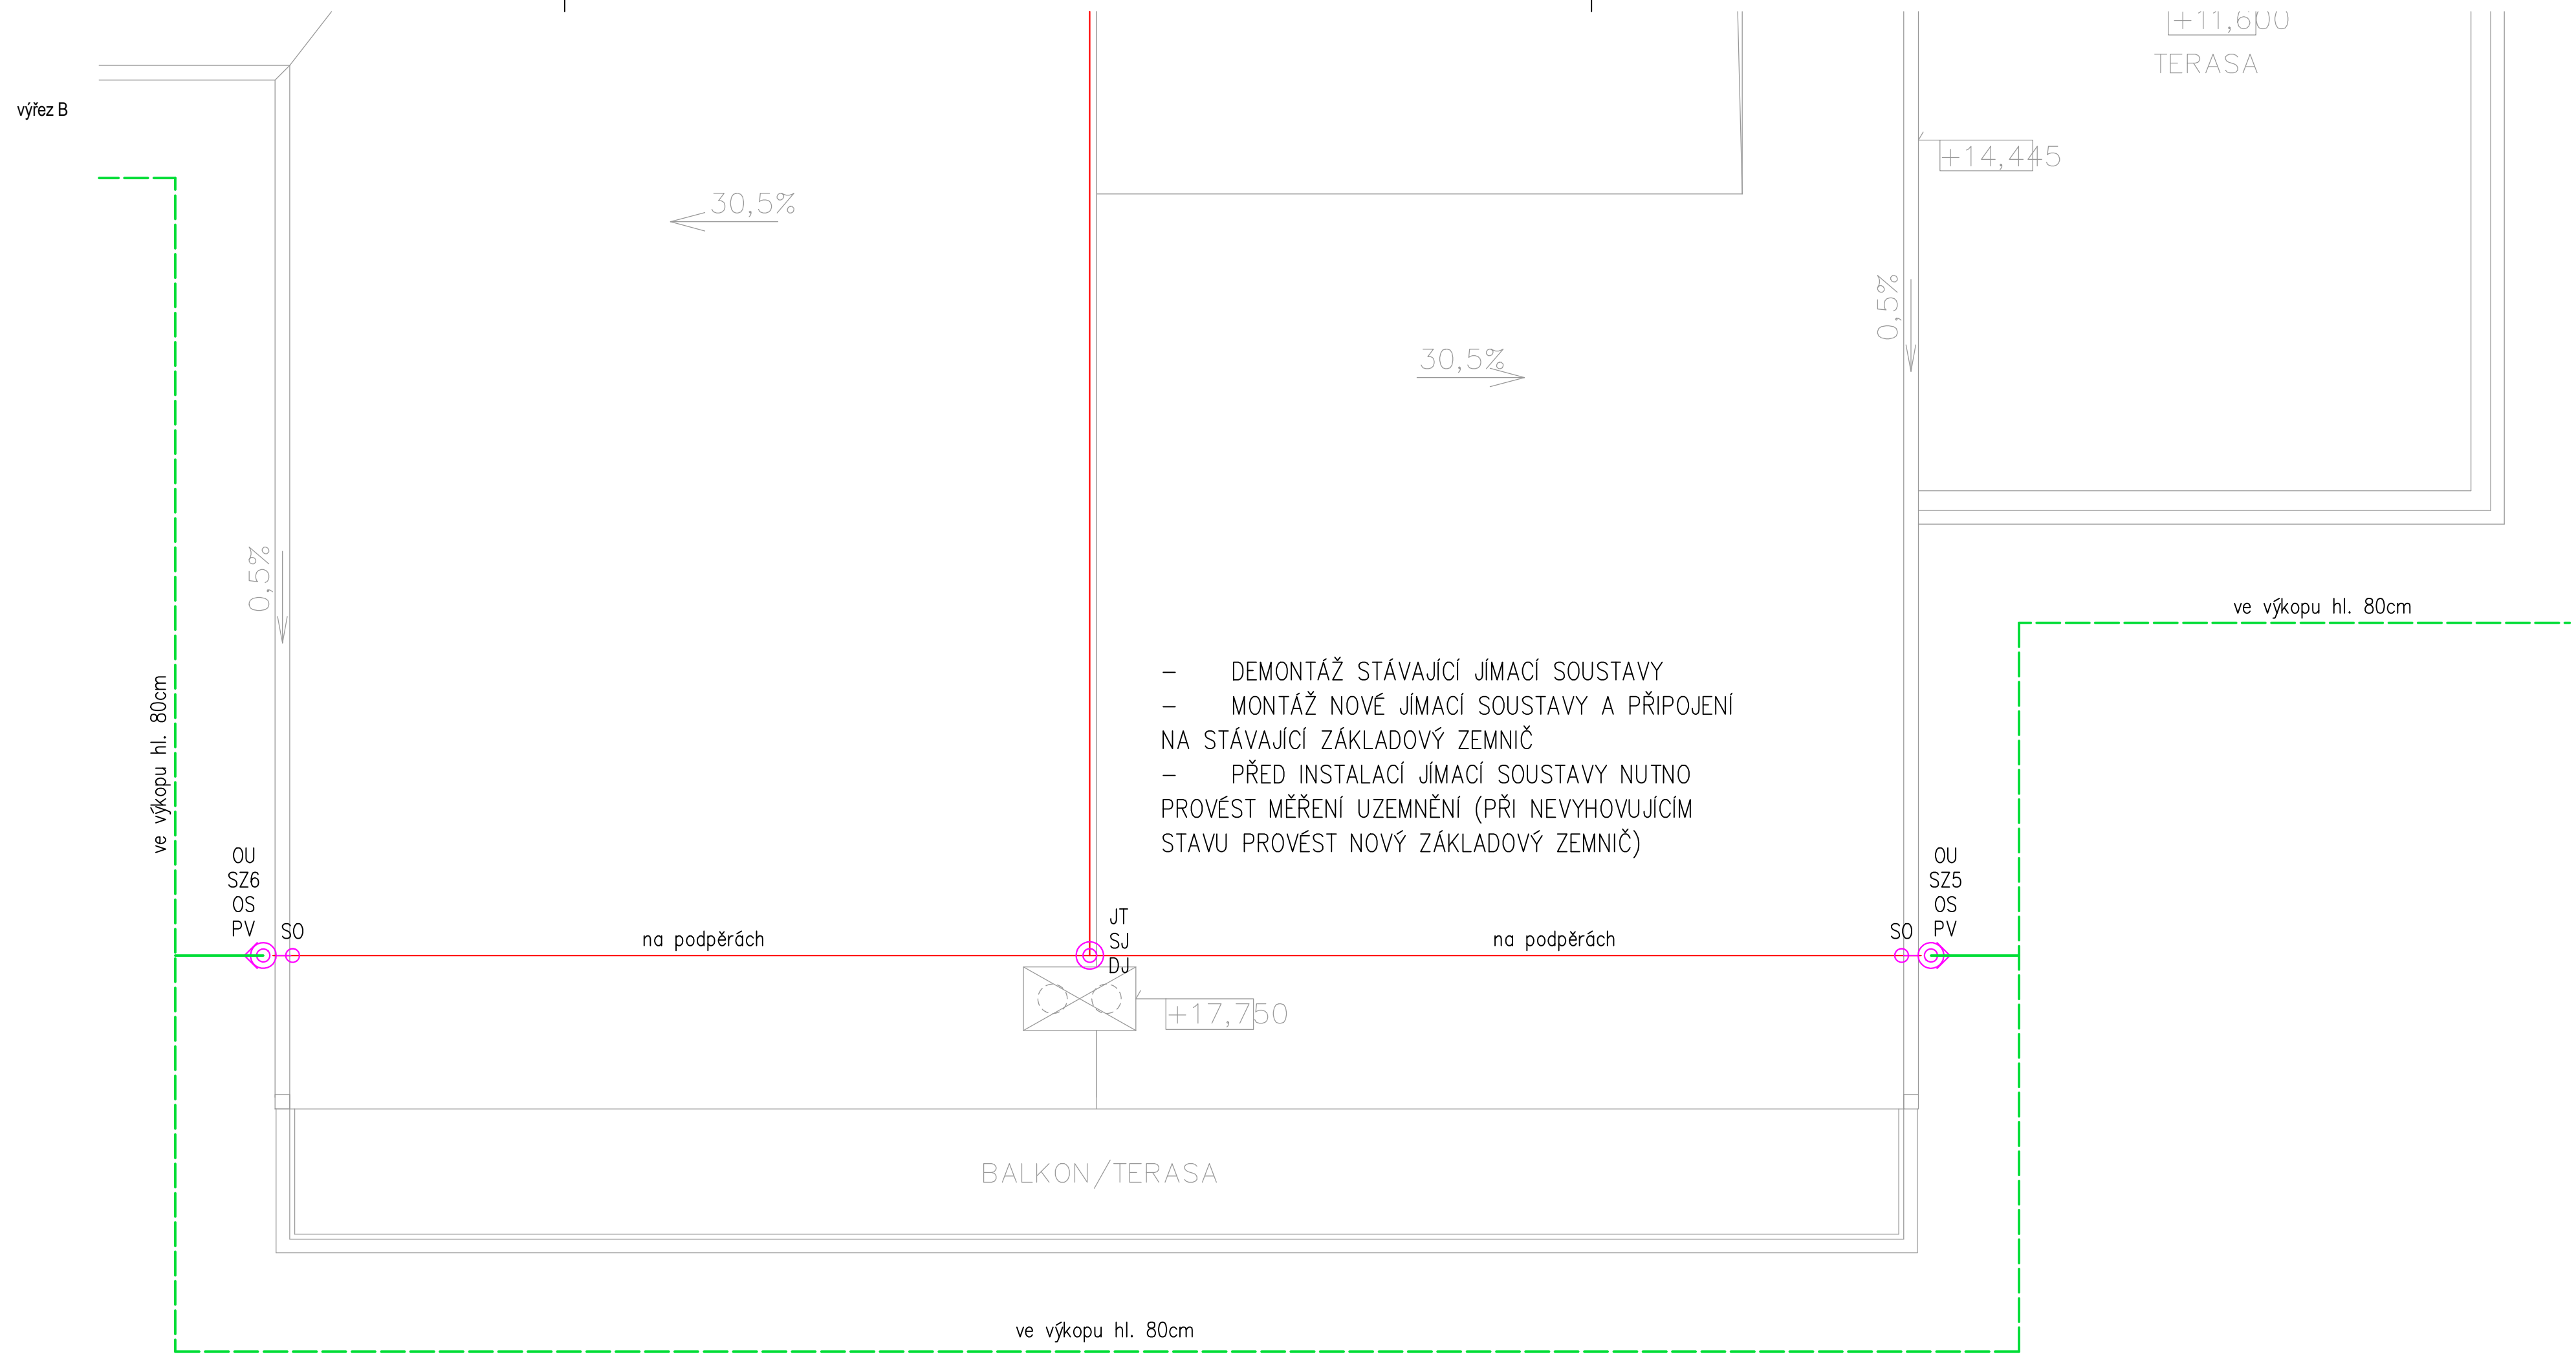 +11,600
TERASA
výřez B
+14,445
30,5%
0,5%
30,5%
0,5%
ve výkopu hl. 80cm
ve výkopu hl. 80cm
-    DEMONTÁŽ STÁVAJÍCÍ JÍMACÍ SOUSTAVY
-    MONTÁŽ NOVÉ JÍMACÍ SOUSTAVY A PŘIPOJENÍ
NA STÁVAJÍCÍ ZÁKLADOVÝ ZEMNIČ
-    PŘED INSTALACÍ JÍMACÍ SOUSTAVY NUTNO
PROVÉST MĚŘENÍ UZEMNĚNÍ (PŘI NEVYHOVUJÍCÍM
STAVU PROVÉST NOVÝ ZÁKLADOVÝ ZEMNIČ)
OU
SZ6
OS
PV
SO
na podpěrách
JT
SJ
DJ
na podpěrách
SO
OU
SZ5
OS
PV
+17,750
BALKON/TERASA
ve výkopu hl. 80cm